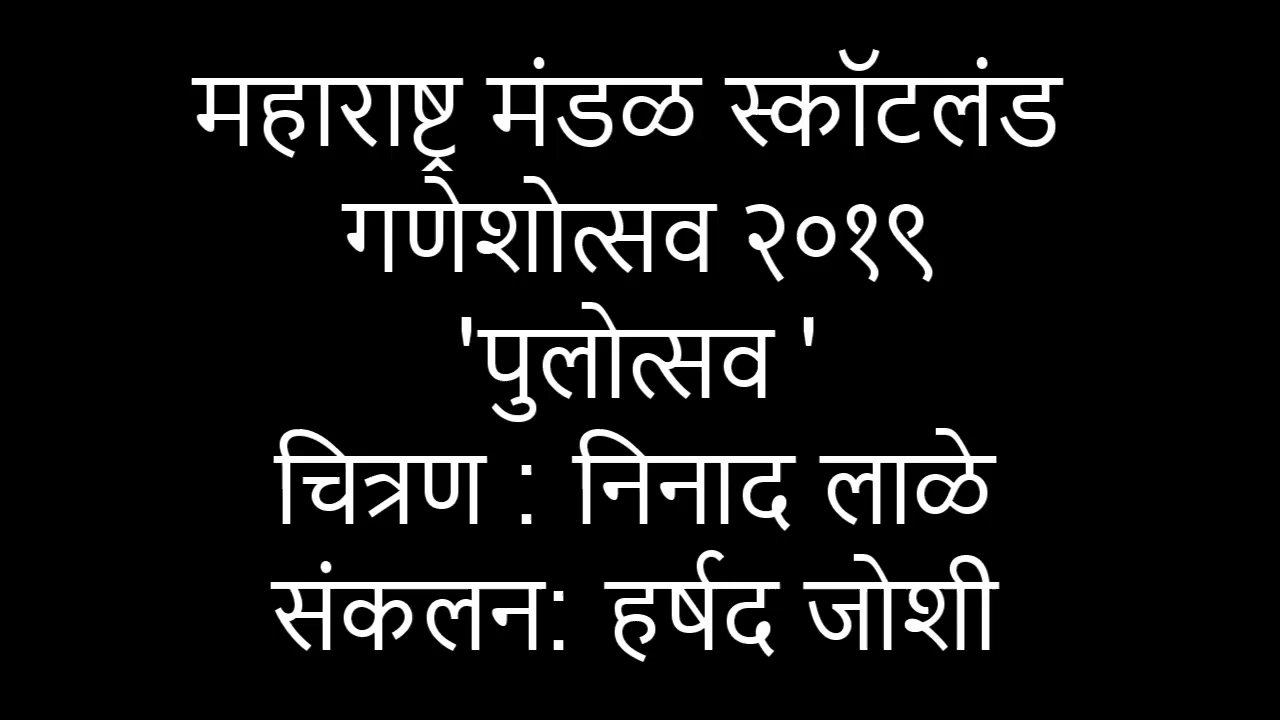 महाराष्ट्र मंडळ स्कॉटलंड
गणेशोत्सव २०१९
'पुलोत्सव '
चित्रण : निनाद लाळे
संकलन: हर्षद जोशी